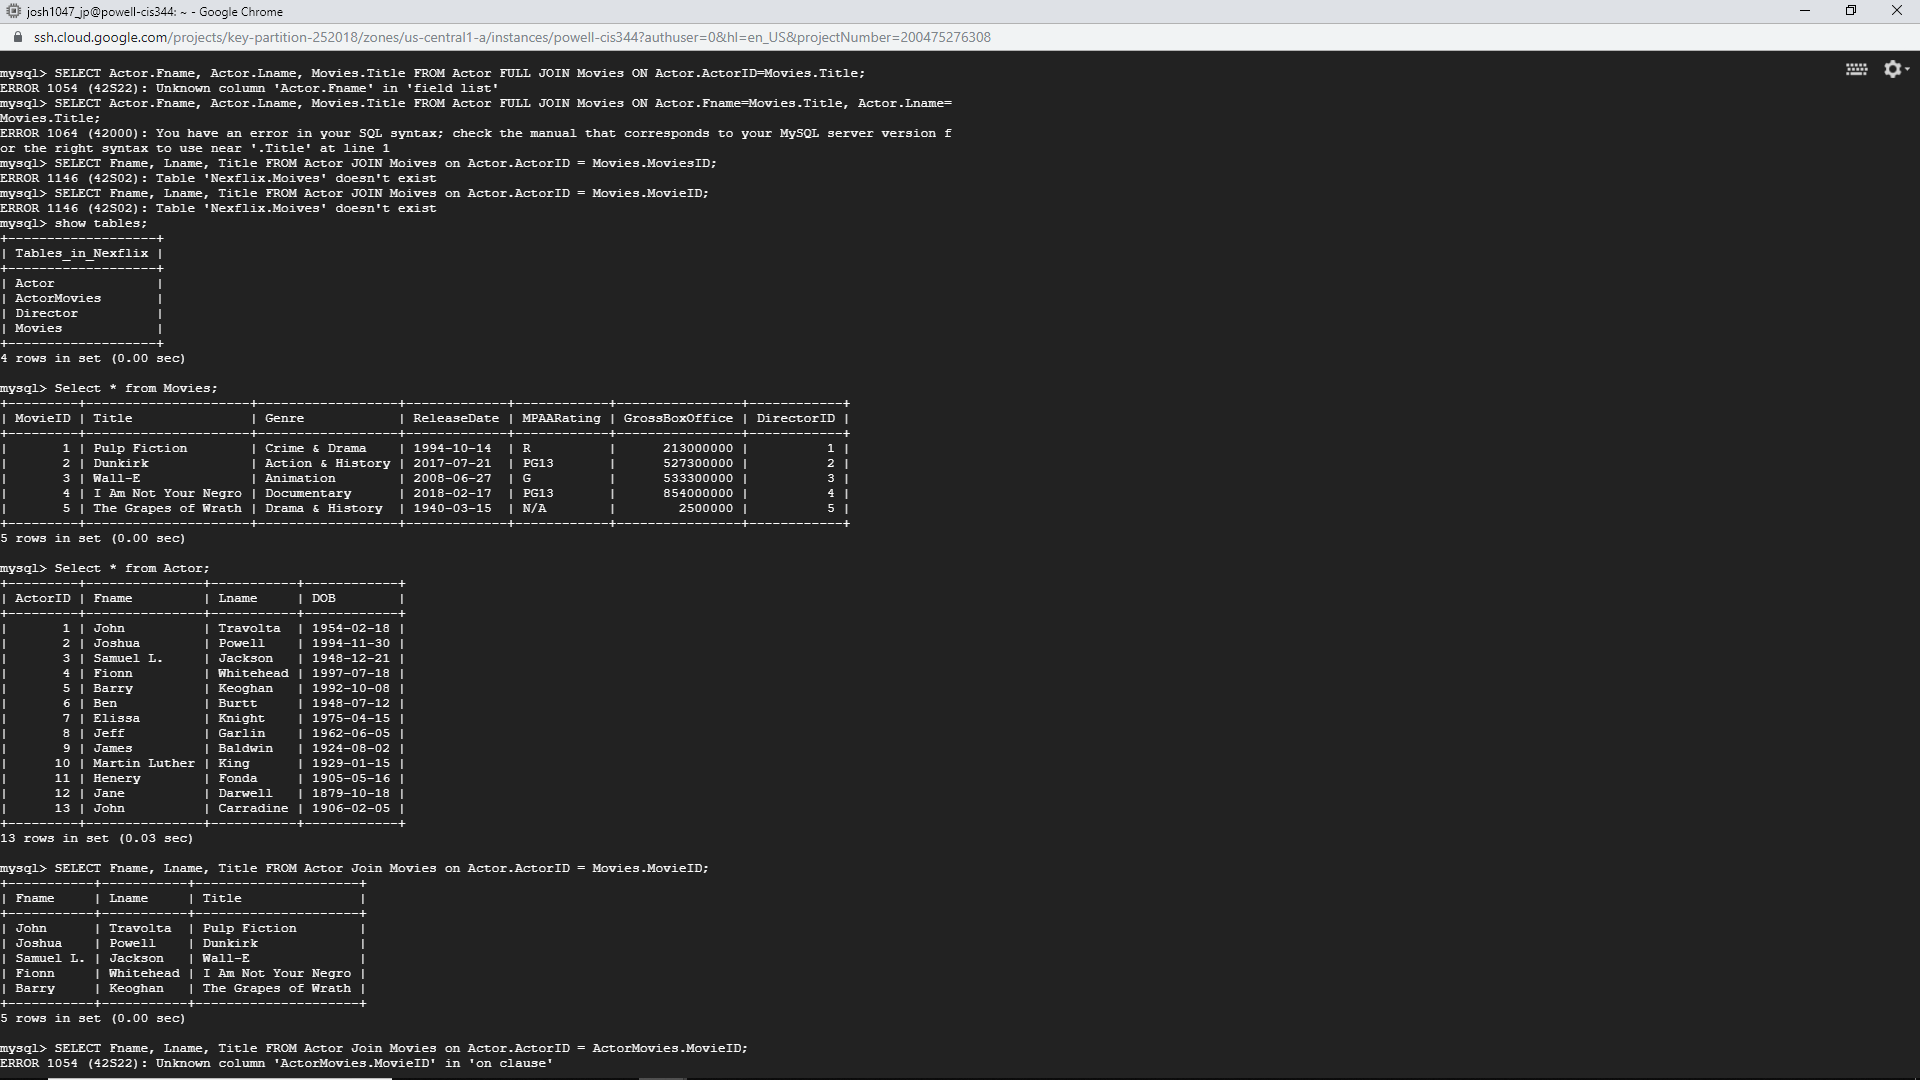 josh1047_jp@powell-cis344: ~ - Google Chrome
ssh.cloud.google.com/projects/key-partition-252018/zones/us-central1-a/instances/powell-cis344?authuser=0&hl=en_US&projectNumber=200475276308
mysql> SELECT Actor.Fname, Actor.Lname, Movies.Title FROM Actor FULL JOIN Movies ON Actor.ActorID=Movies.Title;
ERROR 1054 (42S22): Unknown column 'Actor.Fname' in 'field list'
mysql> SELECT Actor.Fname, Actor.Lname, Movies.Title FROM Actor FULL JOIN Movies ON Actor.Fname=Movies.Title, Actor.Lname=
Movies.Title;
ERROR 1064 (42000): You have an error in your SQL syntax; check the manual that corresponds to your MySQL server version f
or the right syntax to use near '.Title' at line 1
mysql> SELECT Fname, Lname, Title FROM Actor JOIN Moives on Actor.ActorID = Movies.MoviesID;
ERROR 1146 (42S02): Table 'Nexflix.Moives' doesn't exist
mysql> SELECT Fname, Lname, Title FROM Actor JOIN Moives on Actor.ActorID = Movies.MovieID;
ERROR 1146 (42S02): Table 'Nexflix.Moives' doesn't exist
mysql> show tables;
+-------------------+
| Tables_in_Nexflix |
+-------------------+
| Actor             |
| ActorMovies       |
| Director          |
| Movies            |
+-------------------+
4 rows in set (0.00 sec)
mysql> Select * from Movies;
+---------+---------------------+------------------+-------------+------------+----------------+------------+
| MovieID | Title               | Genre            | ReleaseDate | MPAARating | GrossBoxOffice | DirectorID |
+---------+---------------------+------------------+-------------+------------+----------------+------------+
|       1 | Pulp Fiction        | Crime & Drama    | 1994-10-14  | R          |      213000000 |          1 |
|       2 | Dunkirk             | Action & History | 2017-07-21  | PG13       |      527300000 |          2 |
|       3 | Wall-E              | Animation        | 2008-06-27  | G          |      533300000 |          3 |
|       4 | I Am Not Your Negro | Documentary      | 2018-02-17  | PG13       |      854000000 |          4 |
|       5 | The Grapes of Wrath | Drama & History  | 1940-03-15  | N/A        |        2500000 |          5 |
+---------+---------------------+------------------+-------------+------------+----------------+------------+
5 rows in set (0.00 sec)
mysql> Select * from Actor;
+---------+---------------+-----------+------------+
| ActorID | Fname         | Lname     | DOB        |
+---------+---------------+-----------+------------+
|       1 | John          | Travolta  | 1954-02-18 |
|       2 | Joshua        | Powell    | 1994-11-30 |
|       3 | Samuel L.     | Jackson   | 1948-12-21 |
|       4 | Fionn         | Whitehead | 1997-07-18 |
|       5 | Barry         | Keoghan   | 1992-10-08 |
|       6 | Ben           | Burtt     | 1948-07-12 |
|       7 | Elissa        | Knight    | 1975-04-15 |
|       8 | Jeff          | Garlin    | 1962-06-05 |
|       9 | James         | Baldwin   | 1924-08-02 |
|      10 | Martin Luther | King      | 1929-01-15 |
|      11 | Henery        | Fonda     | 1905-05-16 |
|      12 | Jane          | Darwell   | 1879-10-18 |
|      13 | John          | Carradine | 1906-02-05 |
+---------+---------------+-----------+------------+
13 rows in set (0.03 sec)
mysql> SELECT Fname, Lname, Title FROM Actor Join Movies on Actor.ActorID = Movies.MovieID;
+-----------+-----------+---------------------+
| Fname     | Lname     | Title               |
+-----------+-----------+---------------------+
| John      | Travolta  | Pulp Fiction        |
| Joshua    | Powell    | Dunkirk             |
| Samuel L. | Jackson   | Wall-E              |
| Fionn     | Whitehead | I Am Not Your Negro |
| Barry     | Keoghan   | The Grapes of Wrath |
+-----------+-----------+---------------------+
5 rows in set (0.00 sec)
mysql> SELECT Fname, Lname, Title FROM Actor Join Movies on Actor.ActorID = ActorMovies.MovieID;
ERROR 1054 (42S22): Unknown column 'ActorMovies.MovieID' in 'on clause'